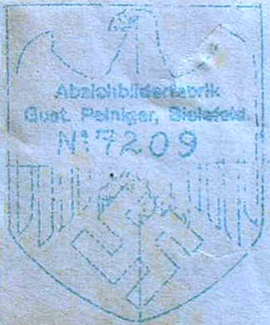 Abziehbilderfabrik
Gust. Peiniger, Bielefeld.
No 7209